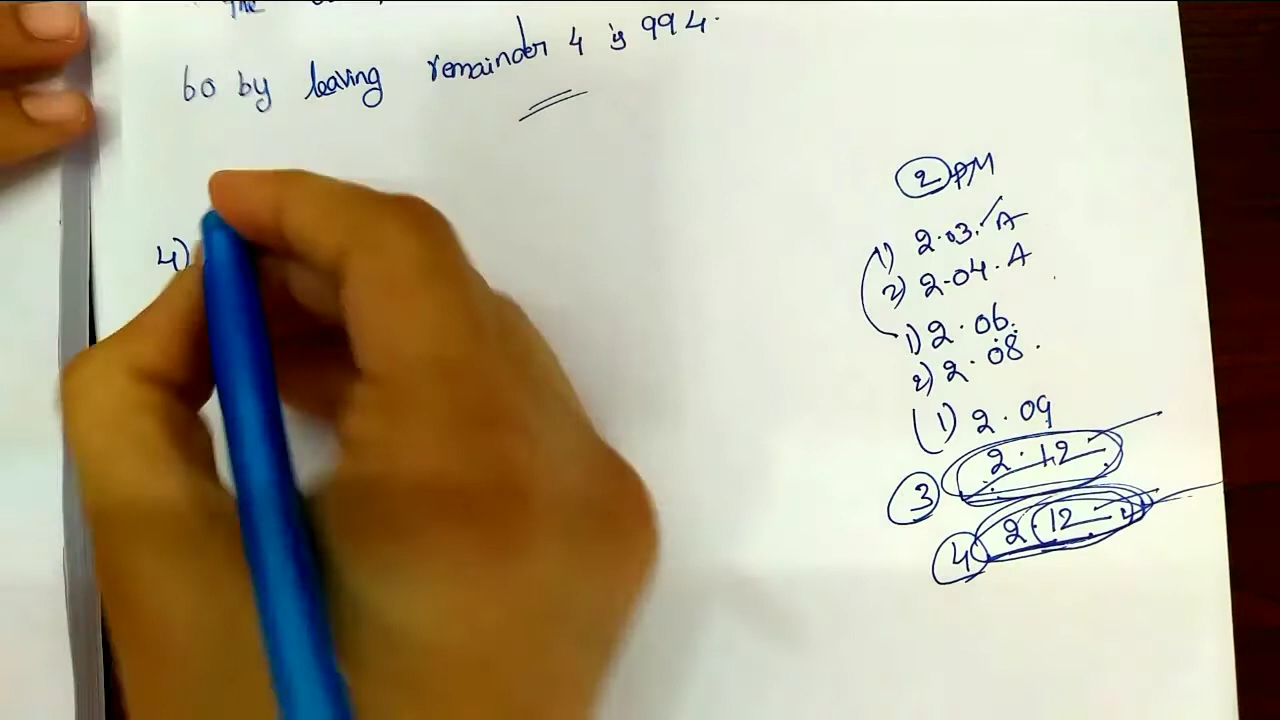 The
60 by leaving remainder 4 is 994.
4)
2 PM
1) 2.03. A
2) 2.04. A
1) 2.06.
2) 2.08.
(1) 2.09
3 2.12
4 2.12